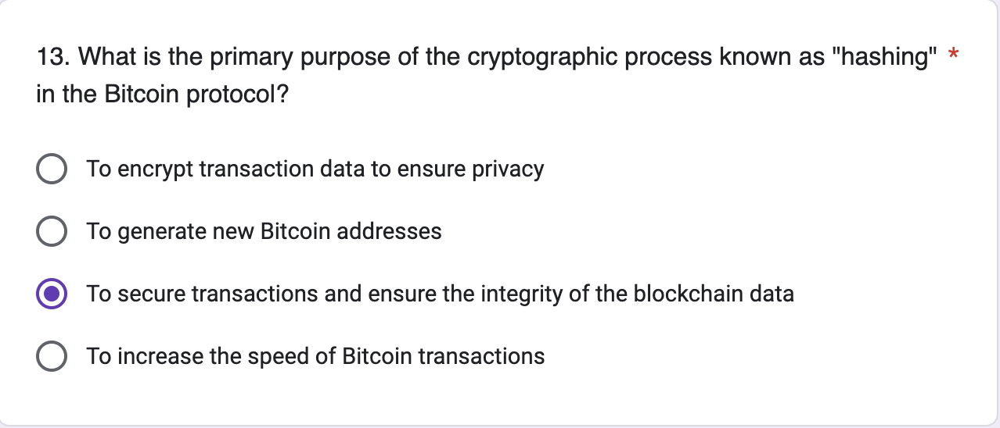 13. What is the primary purpose of the cryptographic process known as "hashing" *
in the Bitcoin protocol?
To encrypt transaction data to ensure privacy
To generate new Bitcoin addresses
To secure transactions and ensure the integrity of the blockchain data
To increase the speed of Bitcoin transactions